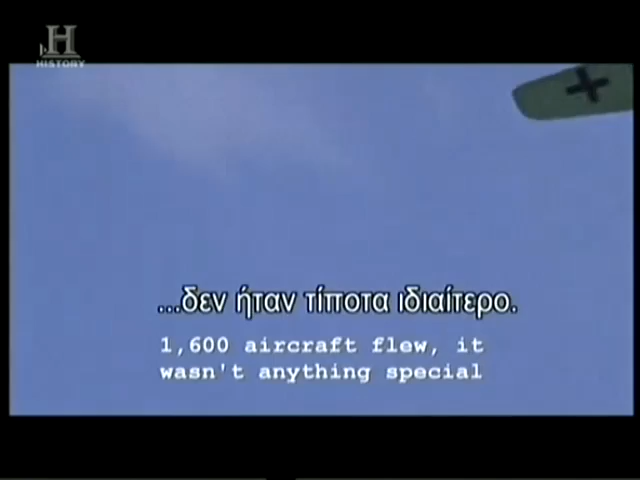 H
HISTORY
...δεν ήταν τίποτα ιδιαίτερο.
1,600 aircraft flew, it
wasn't anything special